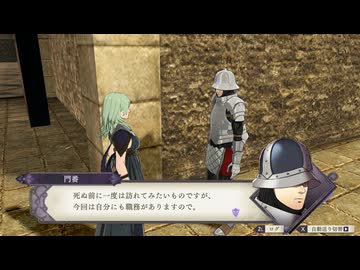 門番
死ぬ前に一度は訪れてみたいものですが、
今回は自分にも職務がありますので。
ログ
X 自動送り切替